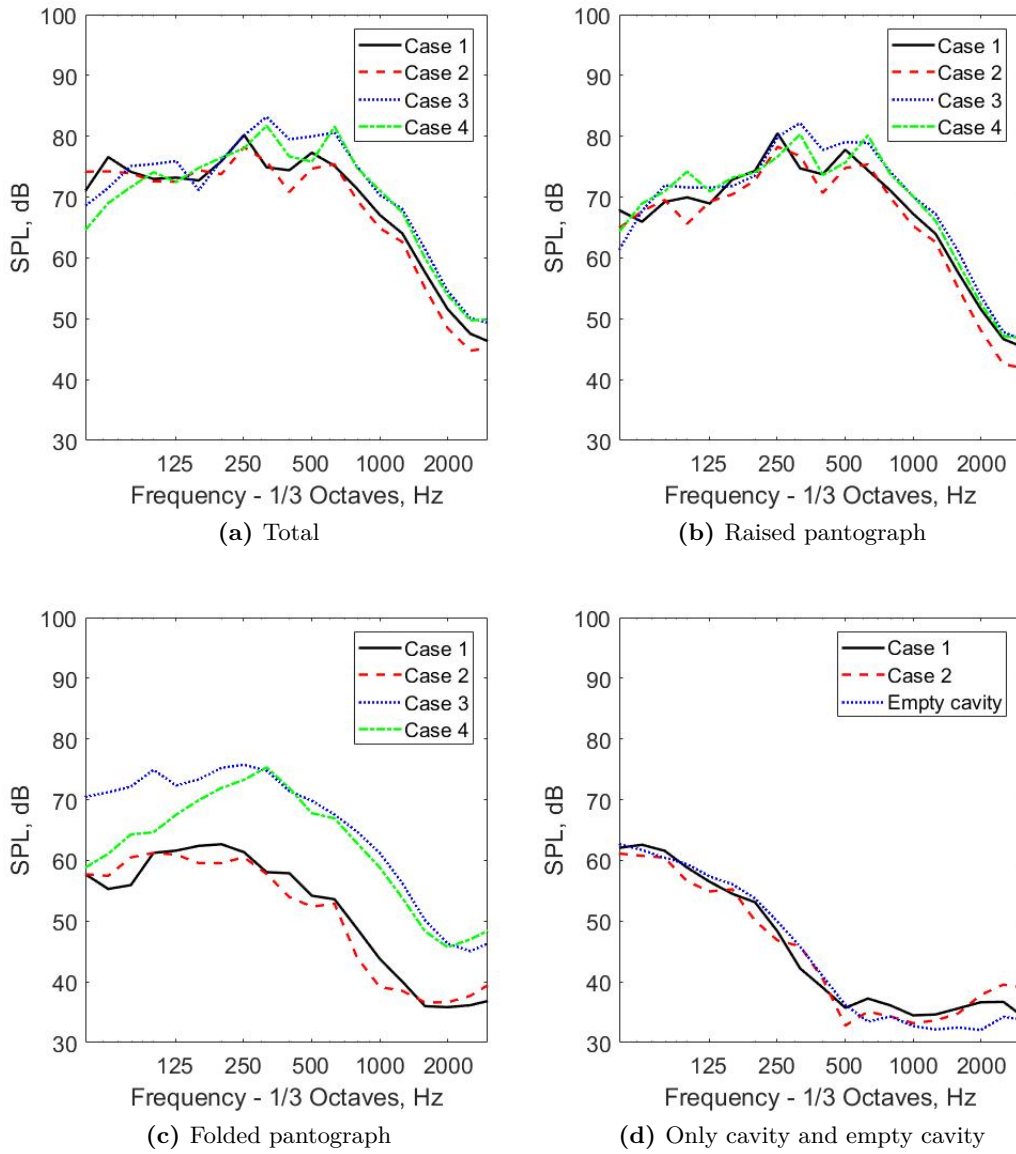 100
90
80
70
60
50
40
30
SPL, dB
Case 1
Case 2
Case 3
Case 4
125 250 500 1000 2000
Frequency - 1/3 Octaves, Hz
(a) Total
100
90
80
70
60
50
40
30
SPL, dB
Case 1
Case 2
Case 3
Case 4
125 250 500 1000 2000
Frequency - 1/3 Octaves, Hz
(b) Raised pantograph
100
90
80
70
60
50
40
30
SPL, dB
Case 1
Case 2
Case 3
Case 4
125 250 500 1000 2000
Frequency - 1/3 Octaves, Hz
(c) Folded pantograph
100
90
80
70
60
50
40
30
SPL, dB
Case 1
Case 2
Empty cavity
125 250 500 1000 2000
Frequency - 1/3 Octaves, Hz
(d) Only cavity and empty cavity